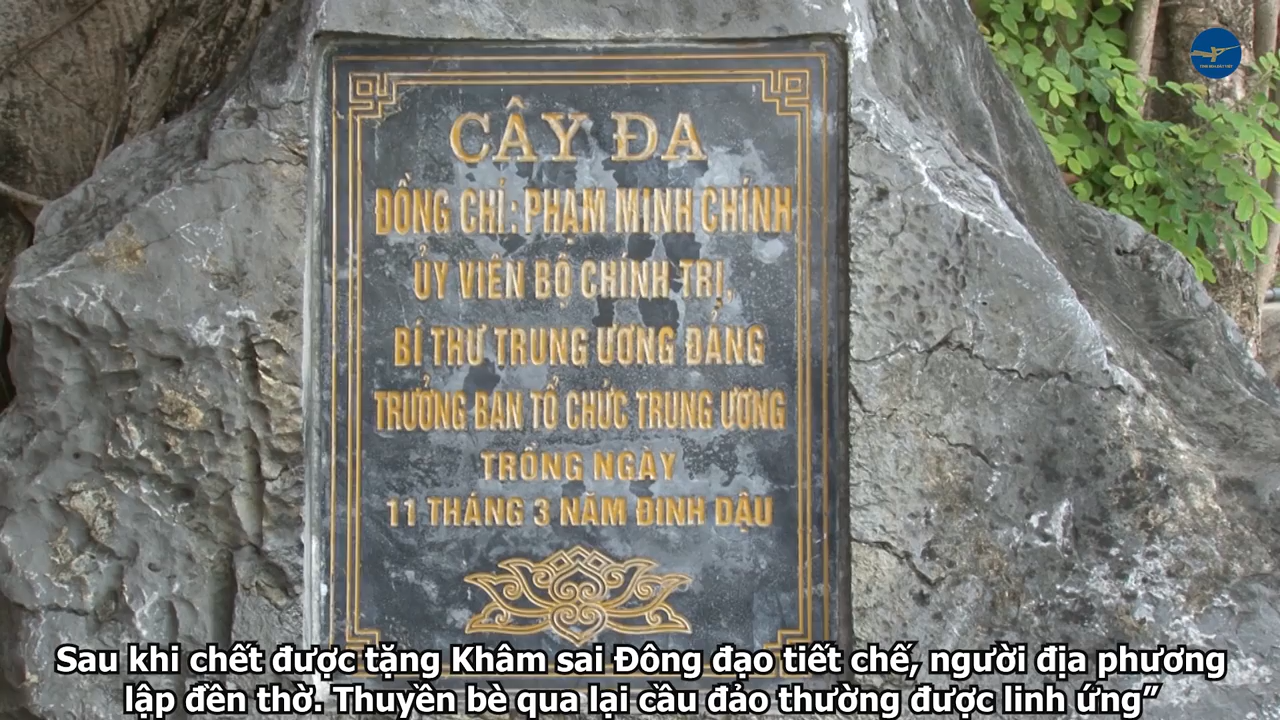 CÂY ĐA
ĐỒNG CHÍ: PHẠM MINH CHÍNH
ỦY VIÊN BỘ CHÍNH TRỊ,
BÍ THƯ TRUNG ƯƠNG ĐẢNG
TRƯỞNG BAN TỔ CHỨC TRUNG ƯƠNG
TRỒNG NGÀY
11 THÁNG 3 NĂM ĐINH DẬU
Sau khi chết được tặng Khâm sai Đông đạo tiết chế, người địa phương
lập đền thờ. Thuyền bè qua lại cầu đảo thường được linh ứng”